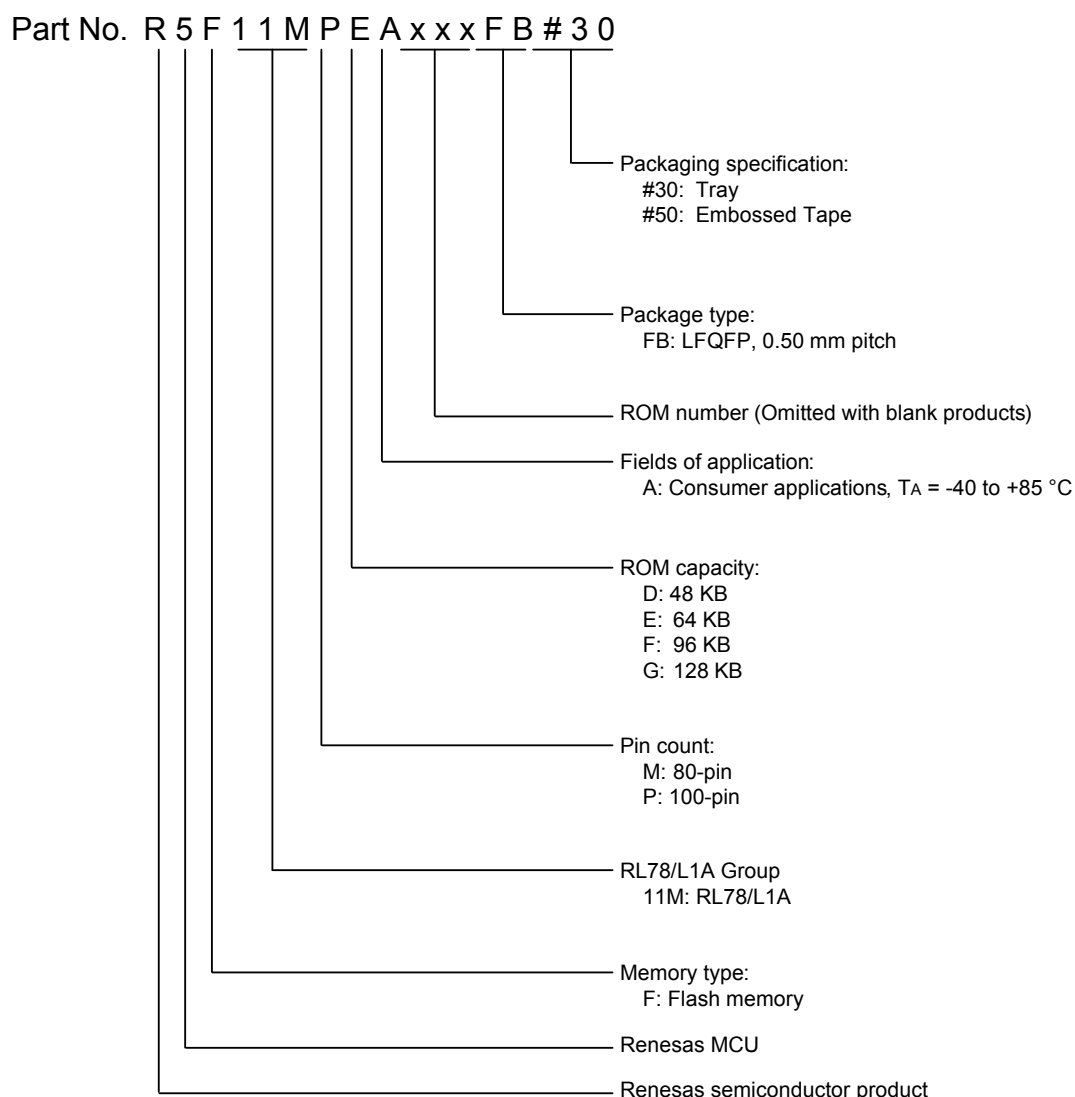 Part No. R 5 F 1 1 M P E A x x x F B # 3 0
Packaging specification:
#30: Tray
#50: Embossed Tape
Package type:
FB: LFQFP, 0.50 mm pitch
ROM number (Omitted with blank products)
Fields of application:
A: Consumer applications, TA = -40 to +85 °C
ROM capacity:
D: 48 KB
E: 64 KB
F: 96 KB
G: 128 KB
Pin count:
M: 80-pin
P: 100-pin
RL78/L1A Group
11M: RL78/L1A
Memory type:
F: Flash memory
Renesas MCU
Renesas semiconductor product